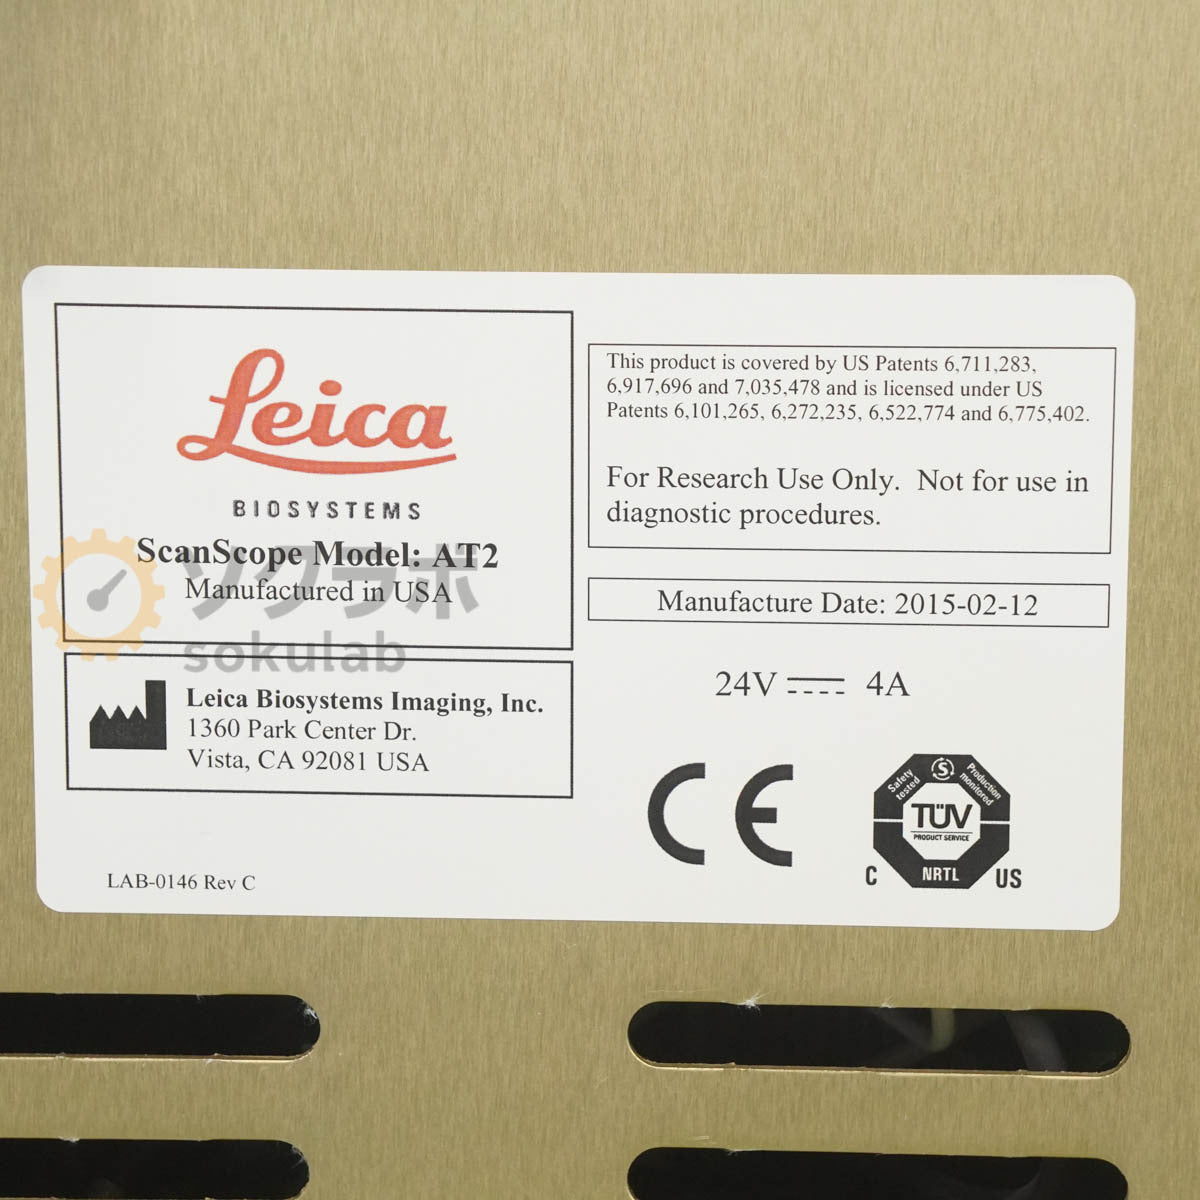 Leica
BIOSYSTEMS
ScanScope Model: AT2
Manufactured in USA
ソクラボ
sokulab
Leica Biosystems Imaging, Inc.
1360 Park Center Dr.
Vista, CA 92081 USA
LAB-0146 Rev C
This product is covered by US Patents 6,711,283,
6,917,696 and 7,035,478 and is licensed under US
Patents 6,101,265, 6,272,235, 6,522,774 and 6,775,402.
For Research Use Only. Not for use in
diagnostic procedures.
Manufacture Date: 2015-02-12
24V ⎓ 4A
CE
Safety tested
S
Production monitored
TÜV
PRODUCT SERVICE
C NRTL US